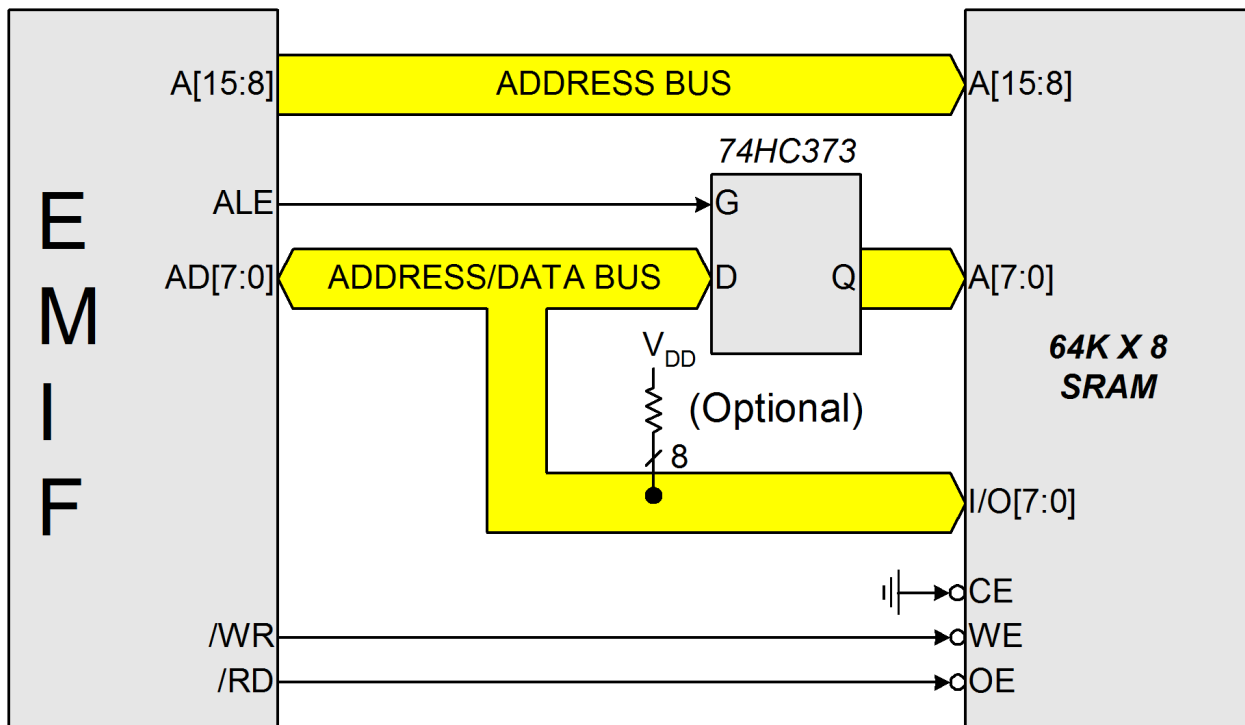 A[15:8]
ADDRESS BUS
A[15:8]
74HC373
ALE
G
E
M
I
F
AD[7:0]
ADDRESS/DATA BUS
D
Q
A[7:0]
VDD
(Optional)
8
64K X 8
SRAM
I/O[7:0]
CE
/WR
WE
/RD
OE